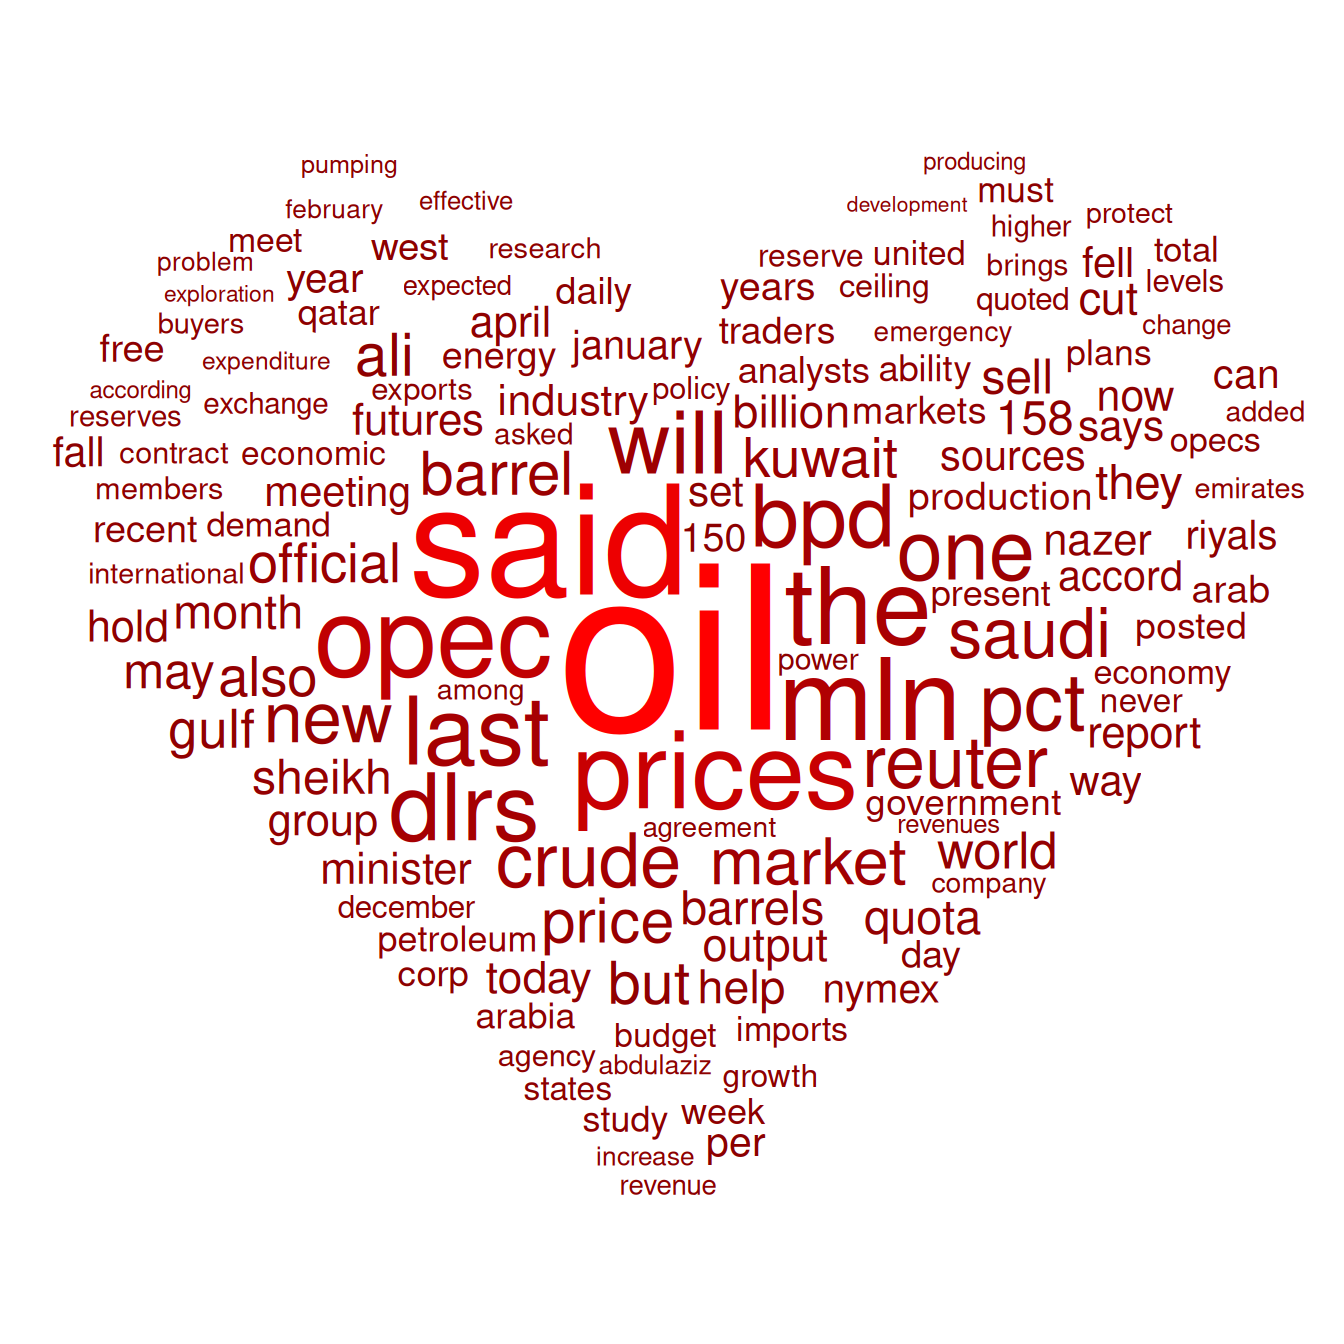 pumping
producing
february
effective
development
must
protect
higher
meet
west
research
problem
reserve
united
brings
fell
total
exploration
year
expected
daily
years
ceiling
quoted
cut
levels
buyers
qatar
april
traders
emergency
change
free
expenditure
ali
energy
january
analysts
ability
sell
plans
can
according
exports
industry
policy
now
added
reserves
exchange
futures
asked
will
billion
markets
158
says
opecs
fall
contract
economic
barrel
kuwait
sources
members
meeting
said
set
bpd
production
they
emirates
recent
demand
150
one
nazer
riyals
international
official
oil
the
present
accord
arab
hold
month
opec
saudi
posted
may
also
among
power
mln
pct
economy
never
gulf
new
last
report
sheikh
prices
reuter
way
group
dlrs
government
agreement
revenues
minister
crude
market
world
company
december
price
barrels
quota
petroleum
output
day
corp
today
but
help
nymex
arabia
budget
imports
agency
abdulaziz
growth
states
study
week
per
increase
revenue